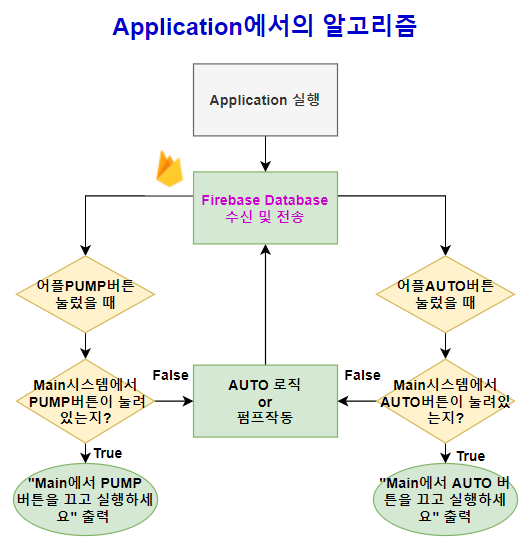 Application에서의 알고리즘
Application 실행
Firebase Database
수신 및 전송
어플PUMP버튼
눌렀을 때
어플AUTO버튼
눌렀을 때
Main시스템에서
PUMP버튼이 눌려
있는지?
False
AUTO 로직
or
펌프작동
False
Main시스템에서
AUTO버튼이 눌려있
는지?
True
True
"Main에서 PUMP
버튼을 끄고 실행하세
요" 출력
"Main에서 AUTO 버
튼을 끄고 실행하세
요" 출력